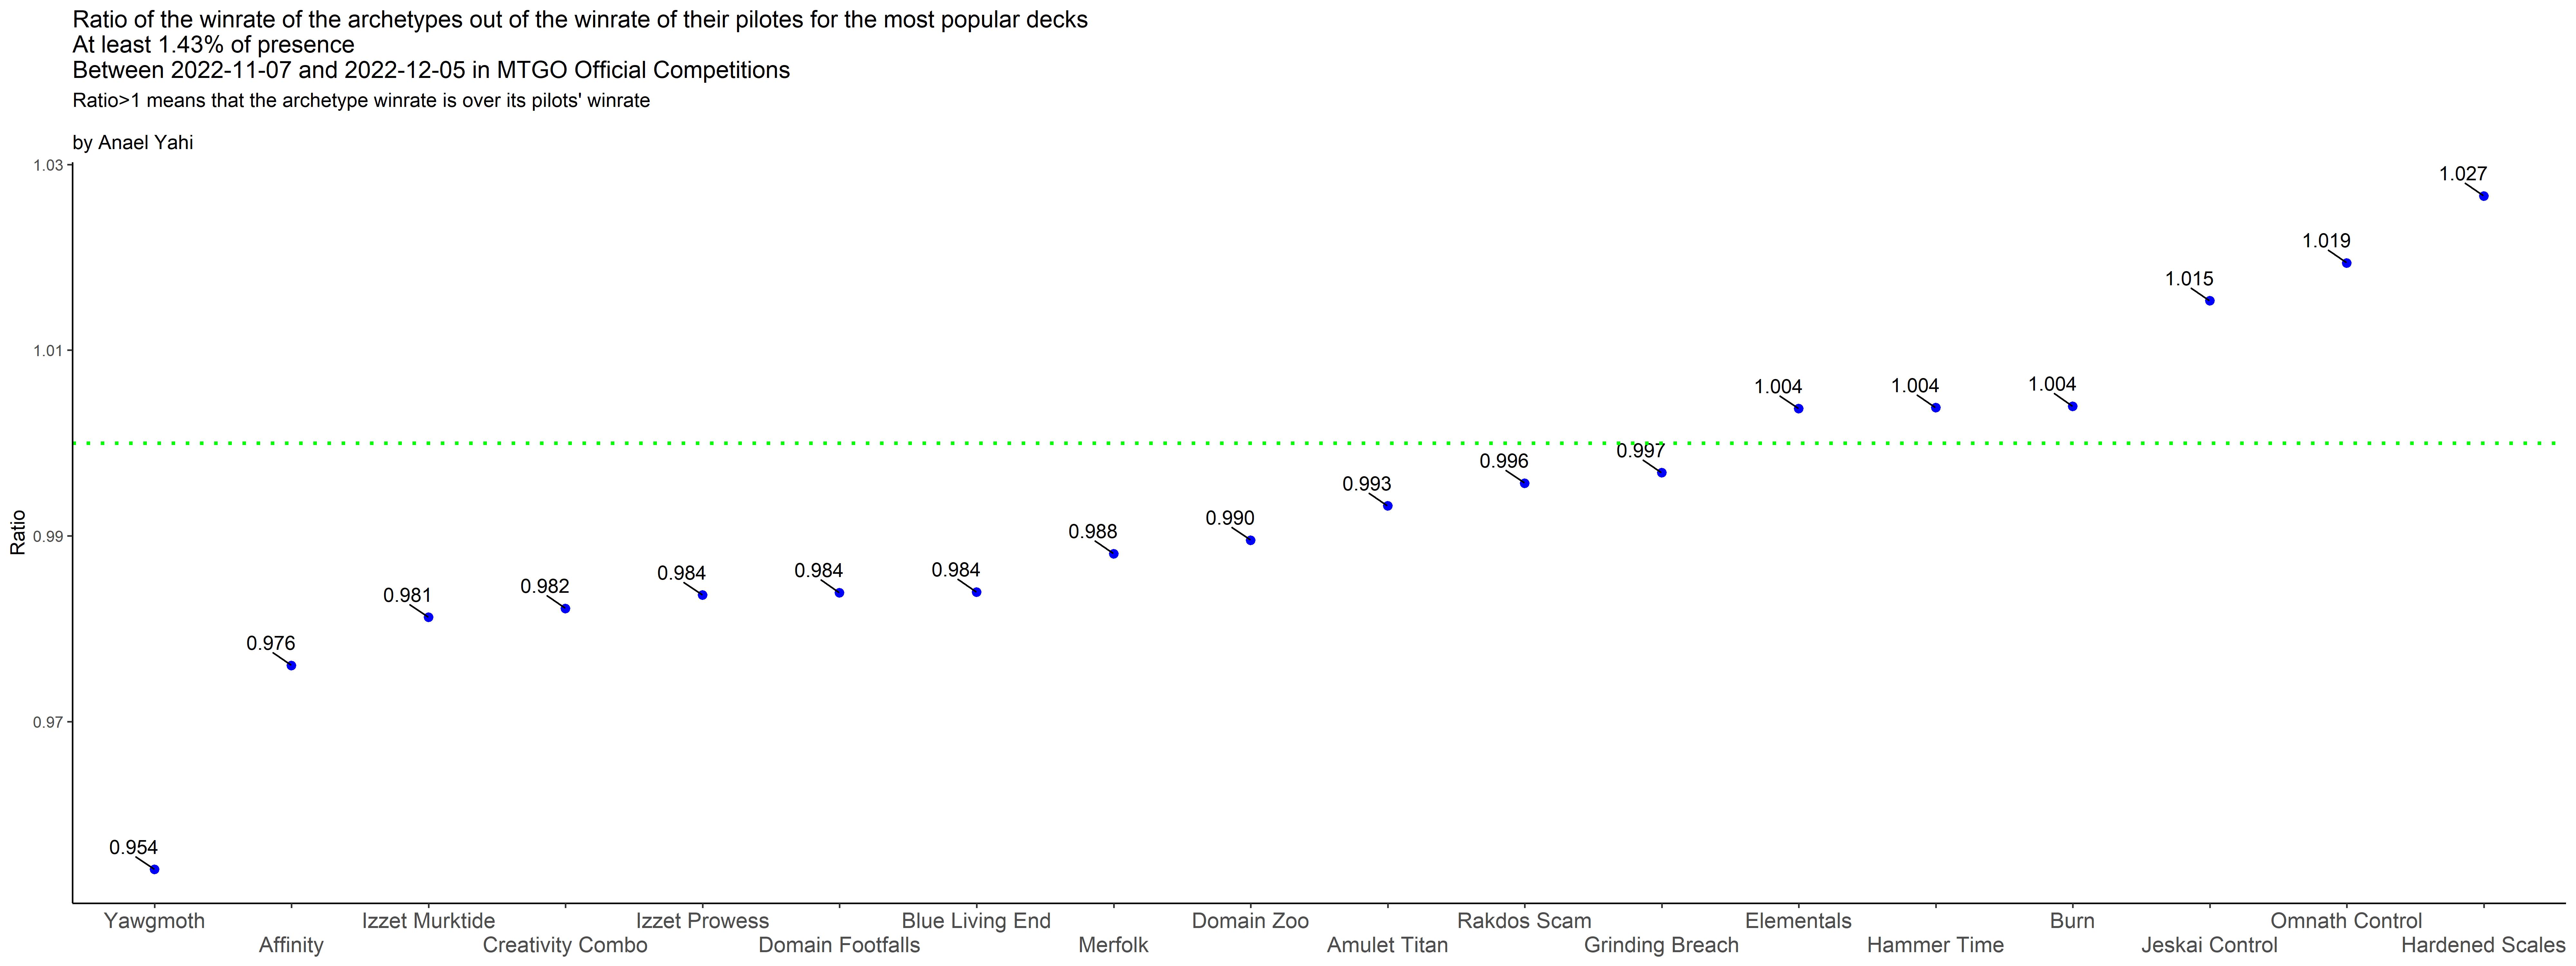 Ratio of the winrate of the archetypes out of the winrate of their pilotes for the most popular decks
At least 1.43% of presence
Between 2022-11-07 and 2022-12-05 in MTGO Official Competitions
Ratio>1 means that the archetype winrate is over its pilots' winrate
by Anael Yahi
1.03
1.01
0.99
0.97
Ratio
0.954
0.976
0.981
0.982
0.984
0.984
0.984
0.988
0.990
0.993
0.996
0.997
1.004
1.004
1.004
1.015
1.019
1.027
Yawgmoth
Affinity
Izzet Murktide
Creativity Combo
Izzet Prowess
Domain Footfalls
Blue Living End
Merfolk
Domain Zoo
Amulet Titan
Rakdos Scam
Grinding Breach
Elementals
Hammer Time
Burn
Jeskai Control
Omnath Control
Hardened Scales